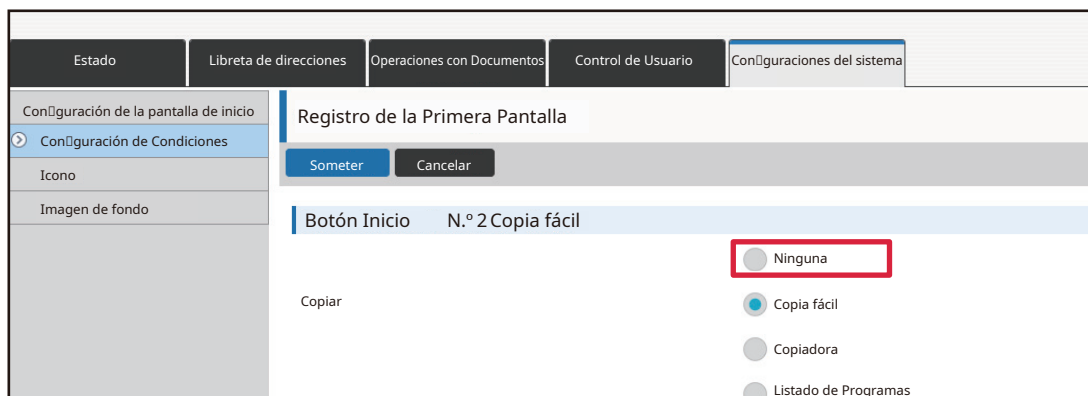 Estado Libreta de direcciones Operaciones con Documentos Control de Usuario Con▯guraciones del sistema
Con▯guración de la pantalla de inicio
Con▯guración de Condiciones
Icono
Imagen de fondo
Registro de la Primera Pantalla
Someter Cancelar
Botón Inicio N.º 2 Copia fácil
Ninguna
Copiar
Copia fácil
Copiadora
Listado de Programas